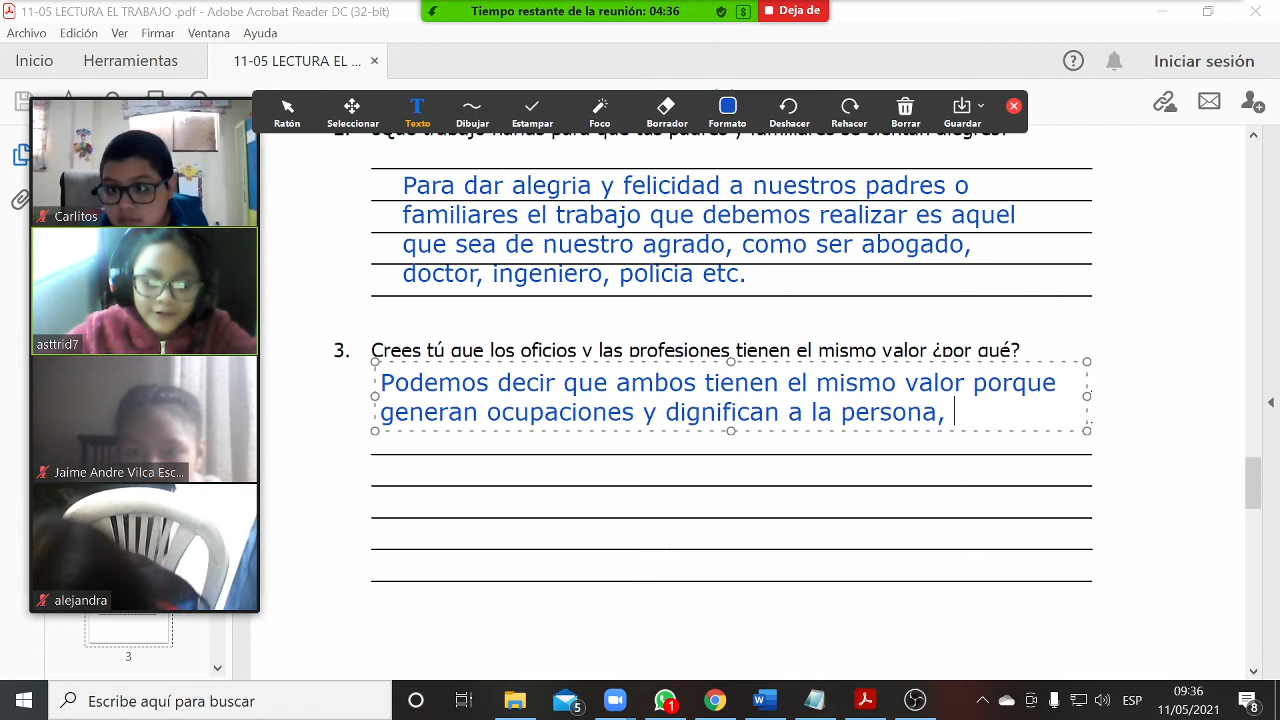 11-05 LECTURA EL TRABAJO .pdf - Adobe Acrobat Reader DC (32-bit)
Tiempo restante de la reunión: 04:36
Deja de
Archivo Edición Ver Firmar Ventana Ayuda
Inicio Herramientas 11-05 LECTURA EL ... Iniciar sesión
Ratón Seleccionar Texto Dibujar Estampar Foco Borrador Formato Deshacer Rehacer Borrar Guardar
Para dar alegria y felicidad a nuestros padres o
familiares el trabajo que debemos realizar es aquel
que sea de nuestro agrado, como ser abogado,
doctor, ingeniero, policia etc.
3. Crees tú que los oficios y las profesiones tienen el mismo valor ¿por qué?
Podemos decir que ambos tienen el mismo valor porque
generan ocupaciones y dignifican a la persona,
Carlitos
asttrid7
Jaime Andre Vilca Esc...
alejandra
3
Escribe aquí para buscar
5
1
ESP
09:36
11/05/2021
8